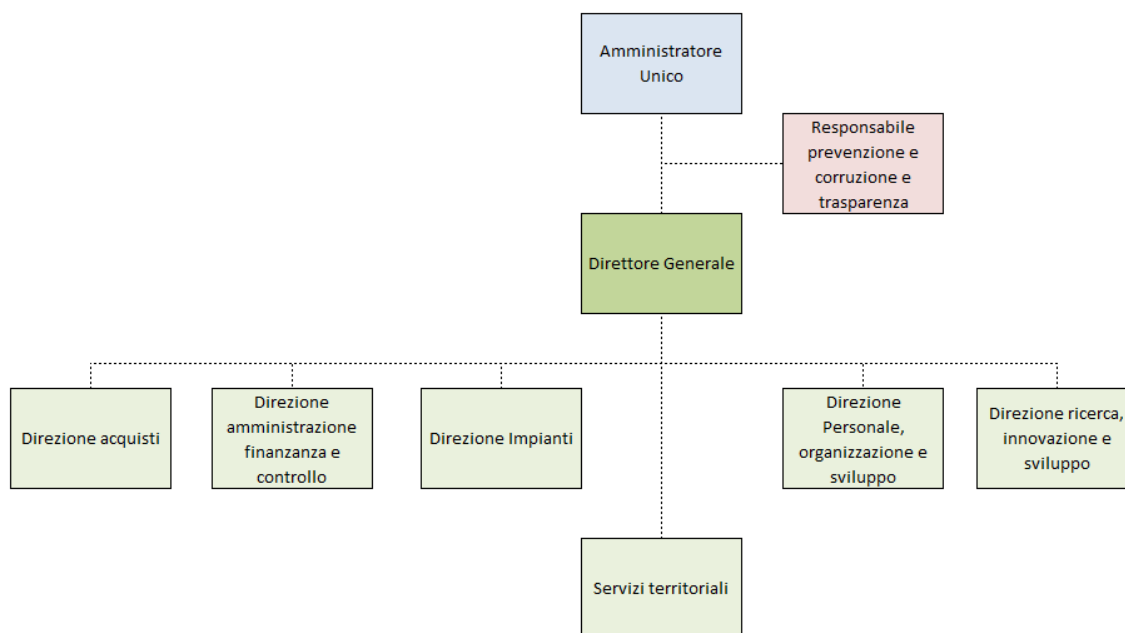 Amministratore
Unico
Responsabile
prevenzione e
corruzione e
trasparenza
Direttore Generale
Direzione acquisti
Direzione
amministrazione
finanzanza e
controllo
Direzione Impianti
Direzione
Personale,
organizzazione e
sviluppo
Direzione ricerca,
innovazione e
sviluppo
Servizi territoriali